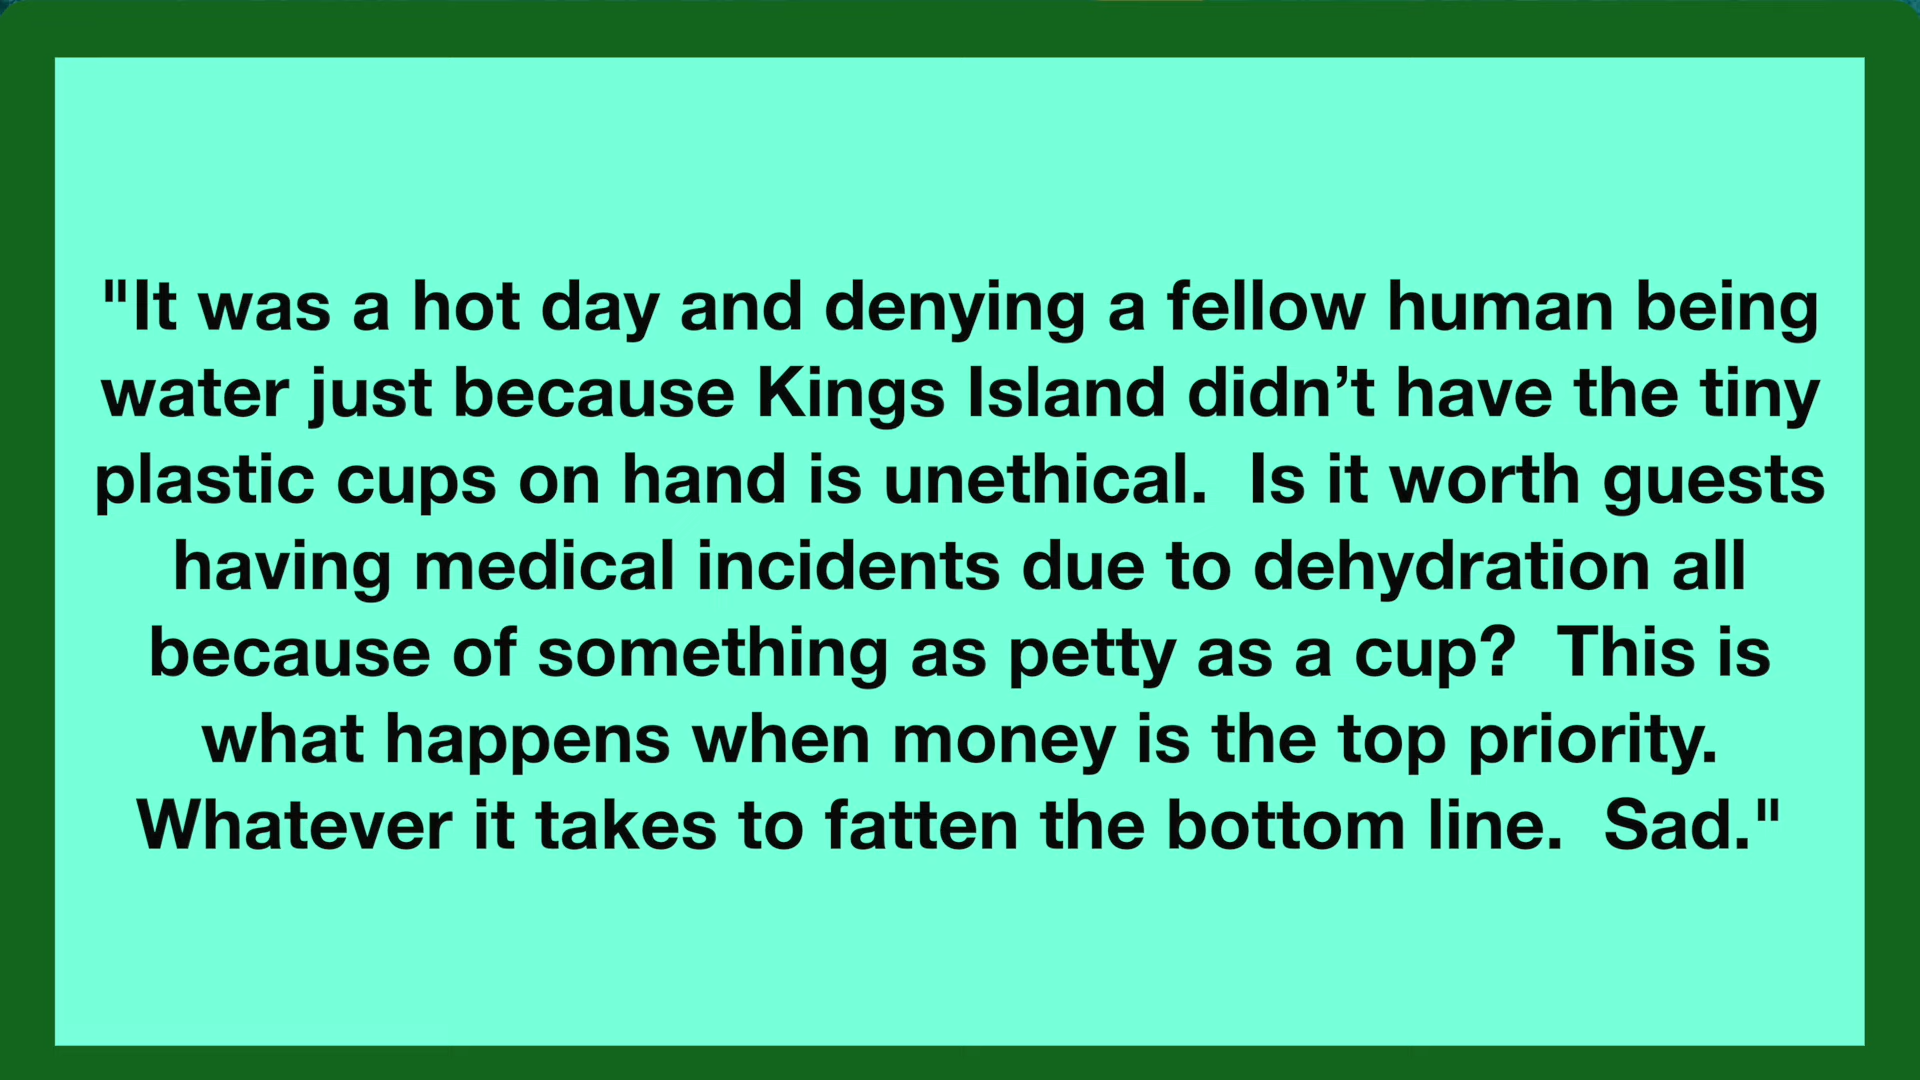 "It was a hot day and denying a fellow human being
water just because Kings Island didn’t have the tiny
plastic cups on hand is unethical.  Is it worth guests
having medical incidents due to dehydration all
because of something as petty as a cup?  This is
what happens when money is the top priority.
Whatever it takes to fatten the bottom line.  Sad."